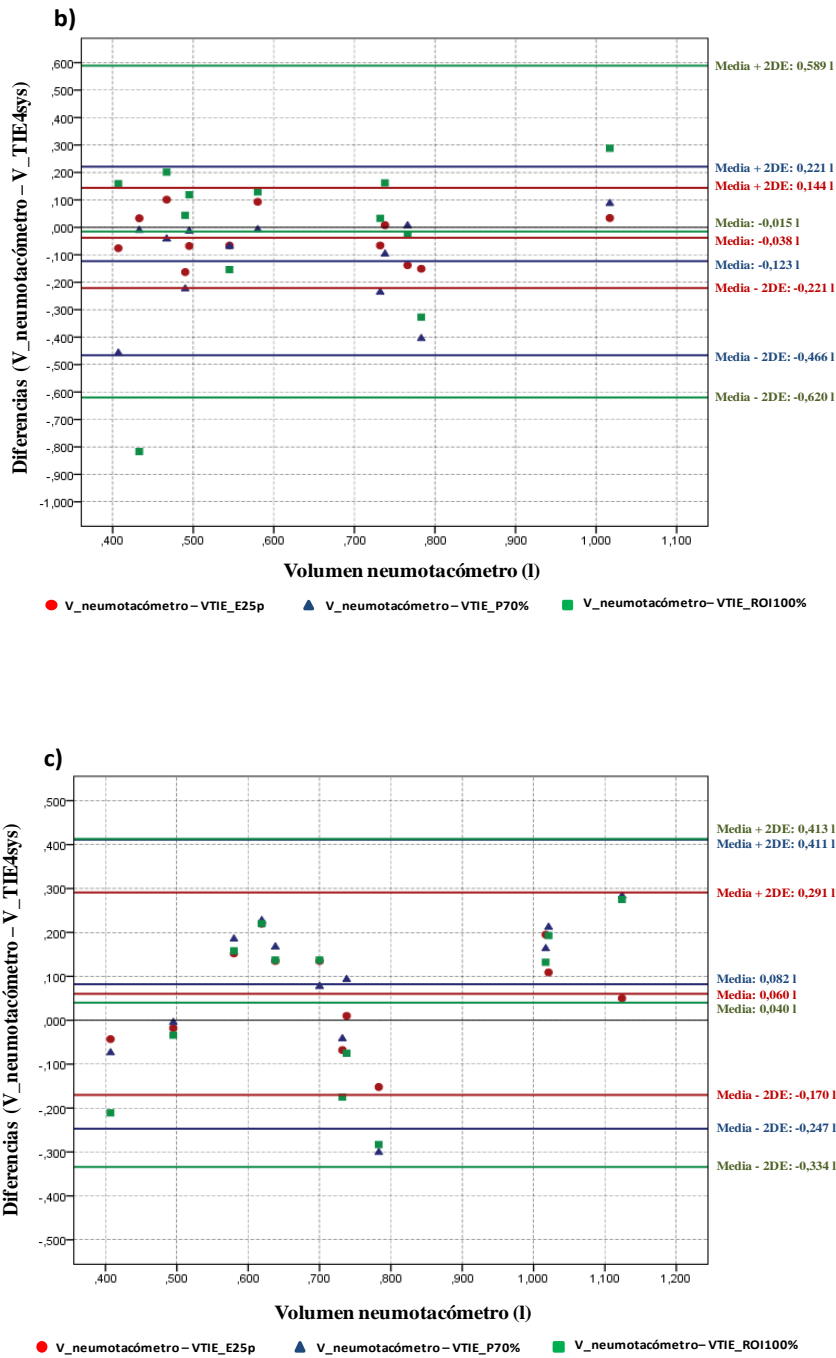 b)
Diferencias (V_neumotacómetro – V_TIE4sys)
,600
,500
,400
,300
,200
,100
,000
-,100
-,200
-,300
-,400
-,500
-,600
-,700
-,800
-,900
-1,000
Media + 2DE: 0,589 l
Media + 2DE: 0,221 l
Media + 2DE: 0,144 l
Media: -0,015 l
Media: -0,038 l
Media: -0,123 l
Media - 2DE: -0,221 l
Media - 2DE: -0,466 l
Media - 2DE: -0,620 l
,400 ,500 ,600 ,700 ,800 ,900 1,000 1,100
Volumen neumotacómetro (l)
V_neumotacómetro – VTIE_E25p V_neumotacómetro – VTIE_P70% V_neumotacómetro – VTIE_ROI100%
c)
Diferencias (V_neumotacómetro – V_TIE4sys)
,500
,400
,300
,200
,100
,000
-,100
-,200
-,300
-,400
-,500
Media + 2DE: 0,413 l
Media + 2DE: 0,411 l
Media + 2DE: 0,291 l
Media: 0,082 l
Media: 0,060 l
Media: 0,040 l
Media - 2DE: -0,170 l
Media - 2DE: -0,247 l
Media - 2DE: -0,334 l
,400 ,500 ,600 ,700 ,800 ,900 1,000 1,100 1,200
Volumen neumotacómetro (l)
V_neumotacómetro – VTIE_E25p V_neumotacómetro – VTIE_P70% V_neumotacómetro– VTIE_ROI100%